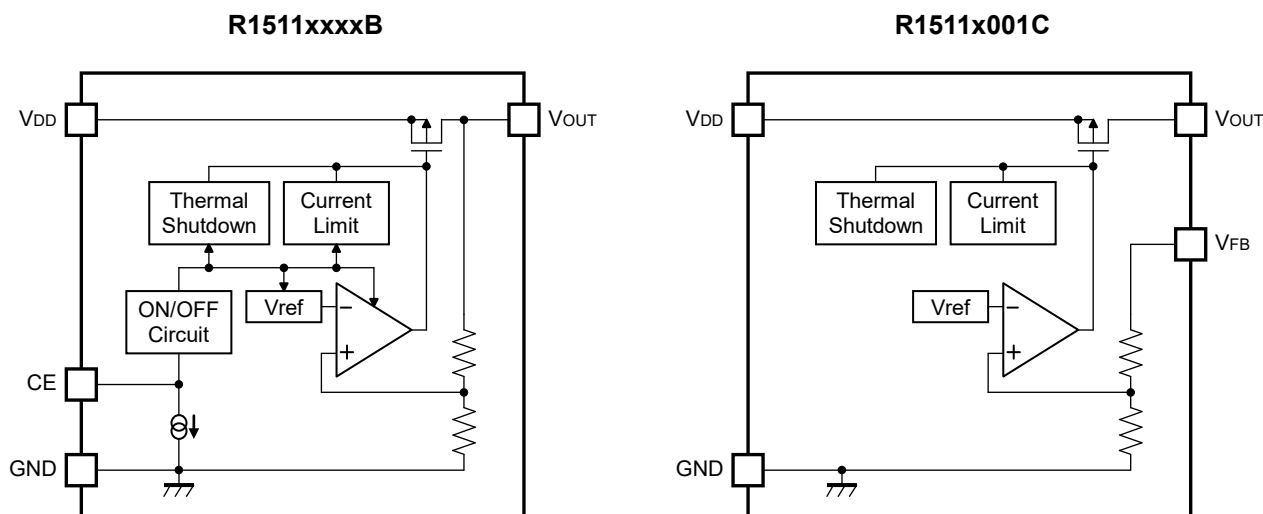 R1511xxxxB
VDD
VOUT
Thermal
Shutdown
Current
Limit
ON/OFF
Circuit
Vref
−
+
CE
GND
R1511x001C
VDD
VOUT
Thermal
Shutdown
Current
Limit
VFB
Vref
−
+
GND